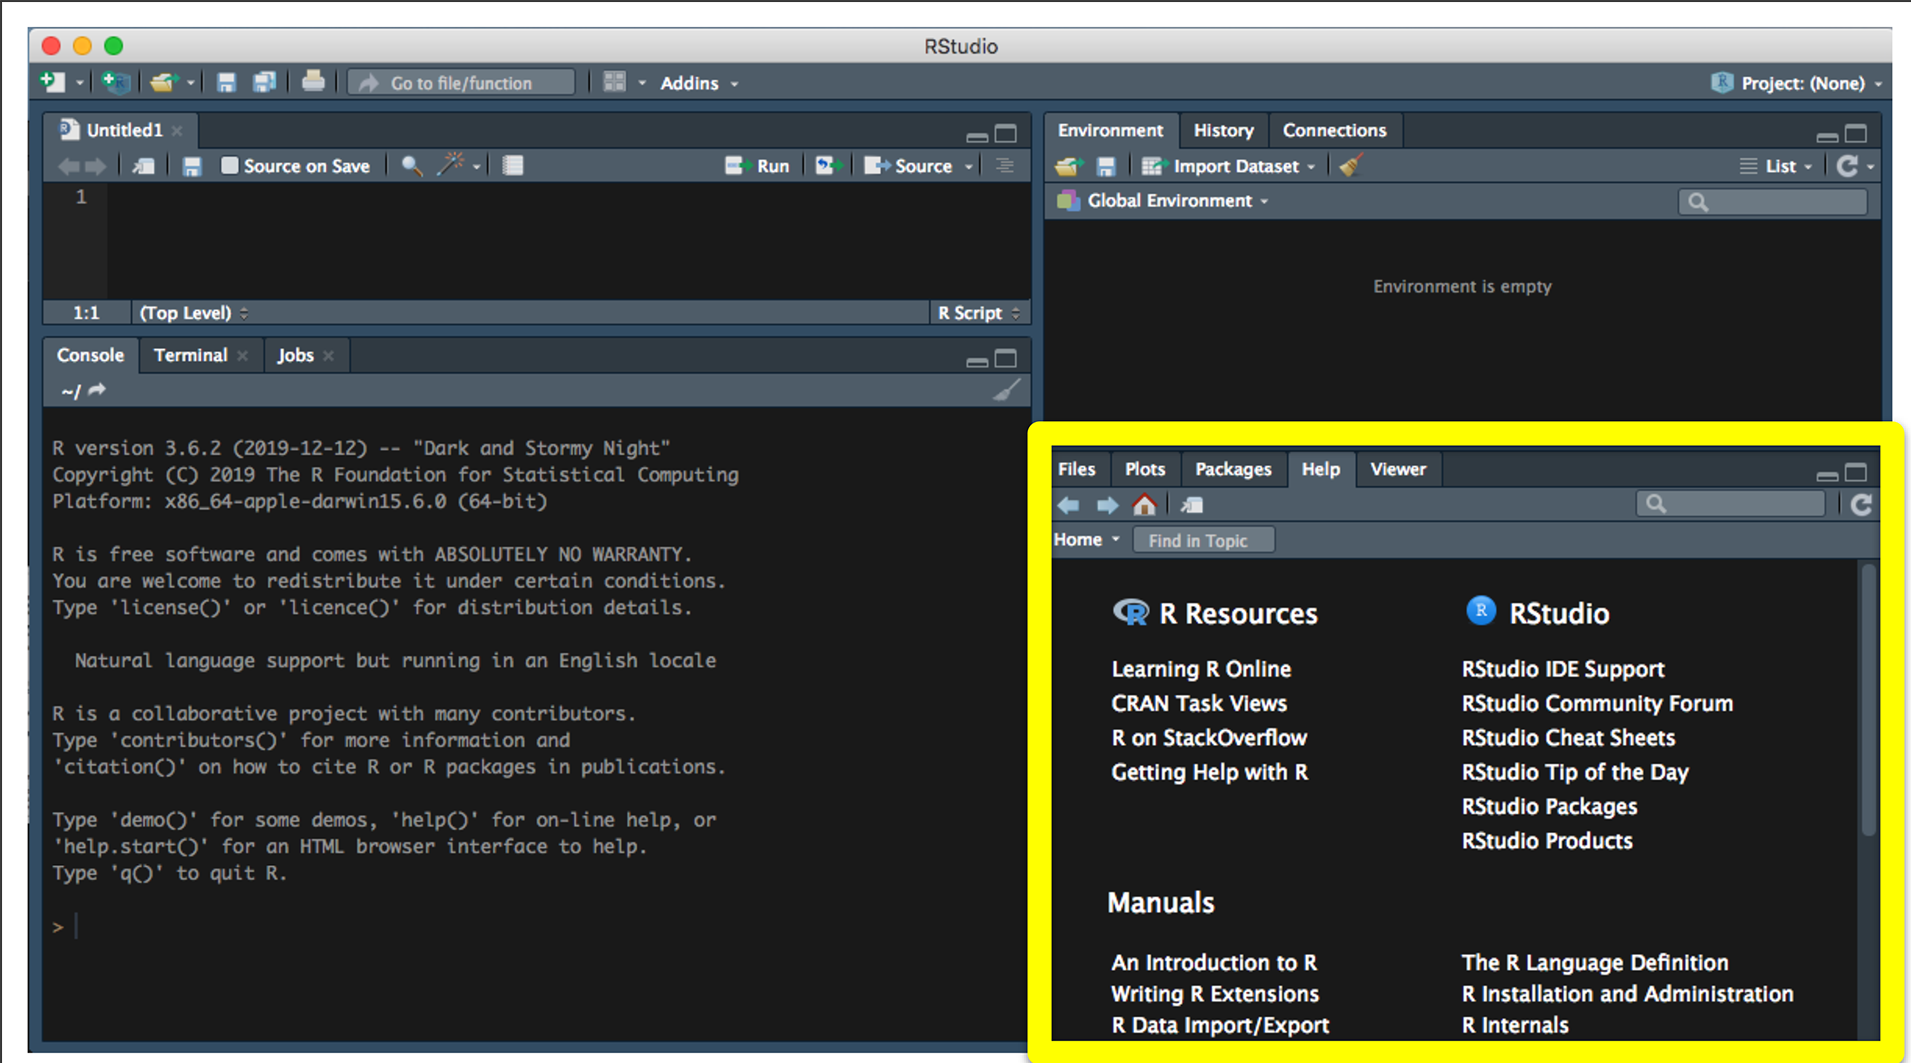 RStudio
Go to file/function
Addins
Project: (None)
Untitled1
Source on Save
Run
Source
1
1:1
(Top Level)
R Script
Console
Terminal
Jobs
~/
R version 3.6.2 (2019-12-12) -- "Dark and Stormy Night"
Copyright (C) 2019 The R Foundation for Statistical Computing
Platform: x86_64-apple-darwin15.6.0 (64-bit)
R is free software and comes with ABSOLUTELY NO WARRANTY.
You are welcome to redistribute it under certain conditions.
Type 'license()' or 'licence()' for distribution details.
Natural language support but running in an English locale
R is a collaborative project with many contributors.
Type 'contributors()' for more information and
'citation()' on how to cite R or R packages in publications.
Type 'demo()' for some demos, 'help()' for on-line help, or
'help.start()' for an HTML browser interface to help.
Type 'q()' to quit R.
>
Environment
History
Connections
Import Dataset
List
Global Environment
Environment is empty
Files
Plots
Packages
Help
Viewer
Home
Find in Topic
R Resources
Learning R Online
CRAN Task Views
R on StackOverflow
Getting Help with R
RStudio
RStudio IDE Support
RStudio Community Forum
RStudio Cheat Sheets
RStudio Tip of the Day
RStudio Packages
RStudio Products
Manuals
An Introduction to R
Writing R Extensions
R Data Import/Export
The R Language Definition
R Installation and Administration
R Internals